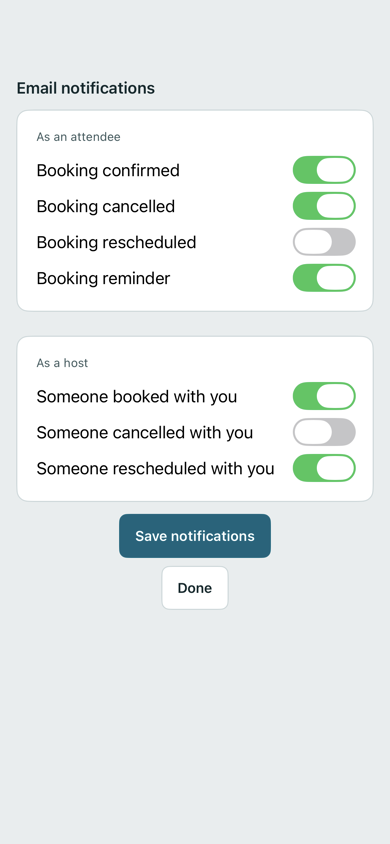 Email notifications
As an attendee
Booking confirmed
Booking cancelled
Booking rescheduled
Booking reminder
As a host
Someone booked with you
Someone cancelled with you
Someone rescheduled with you
Save notifications
Done